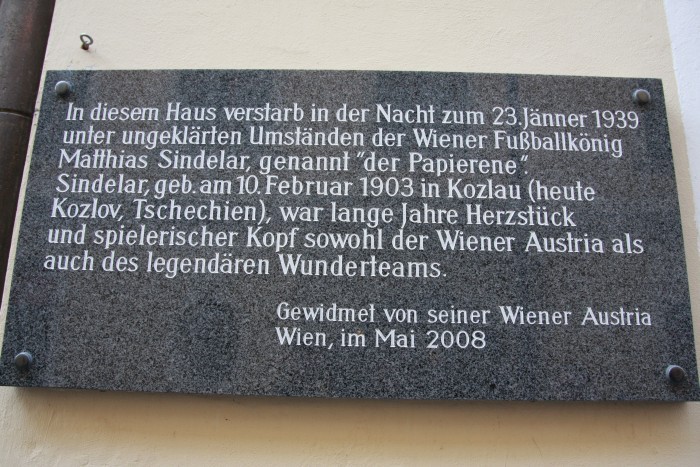 In diesem Haus verstarb in der Nacht zum 23. Jänner 1939
unter ungeklärten Umständen der Wiener Fußballkönig
Matthias Sindelar, genannt "der Papierene".
Sindelar, geb. am 10. Februar 1903 in Kozlau (heute
Kozlov, Tschechien), war lange Jahre Herzstück
und spielerischer Kopf sowohl der Wiener Austria als
auch des legendären Wunderteams.
Gewidmet von seiner Wiener Austria
Wien, im Mai 2008